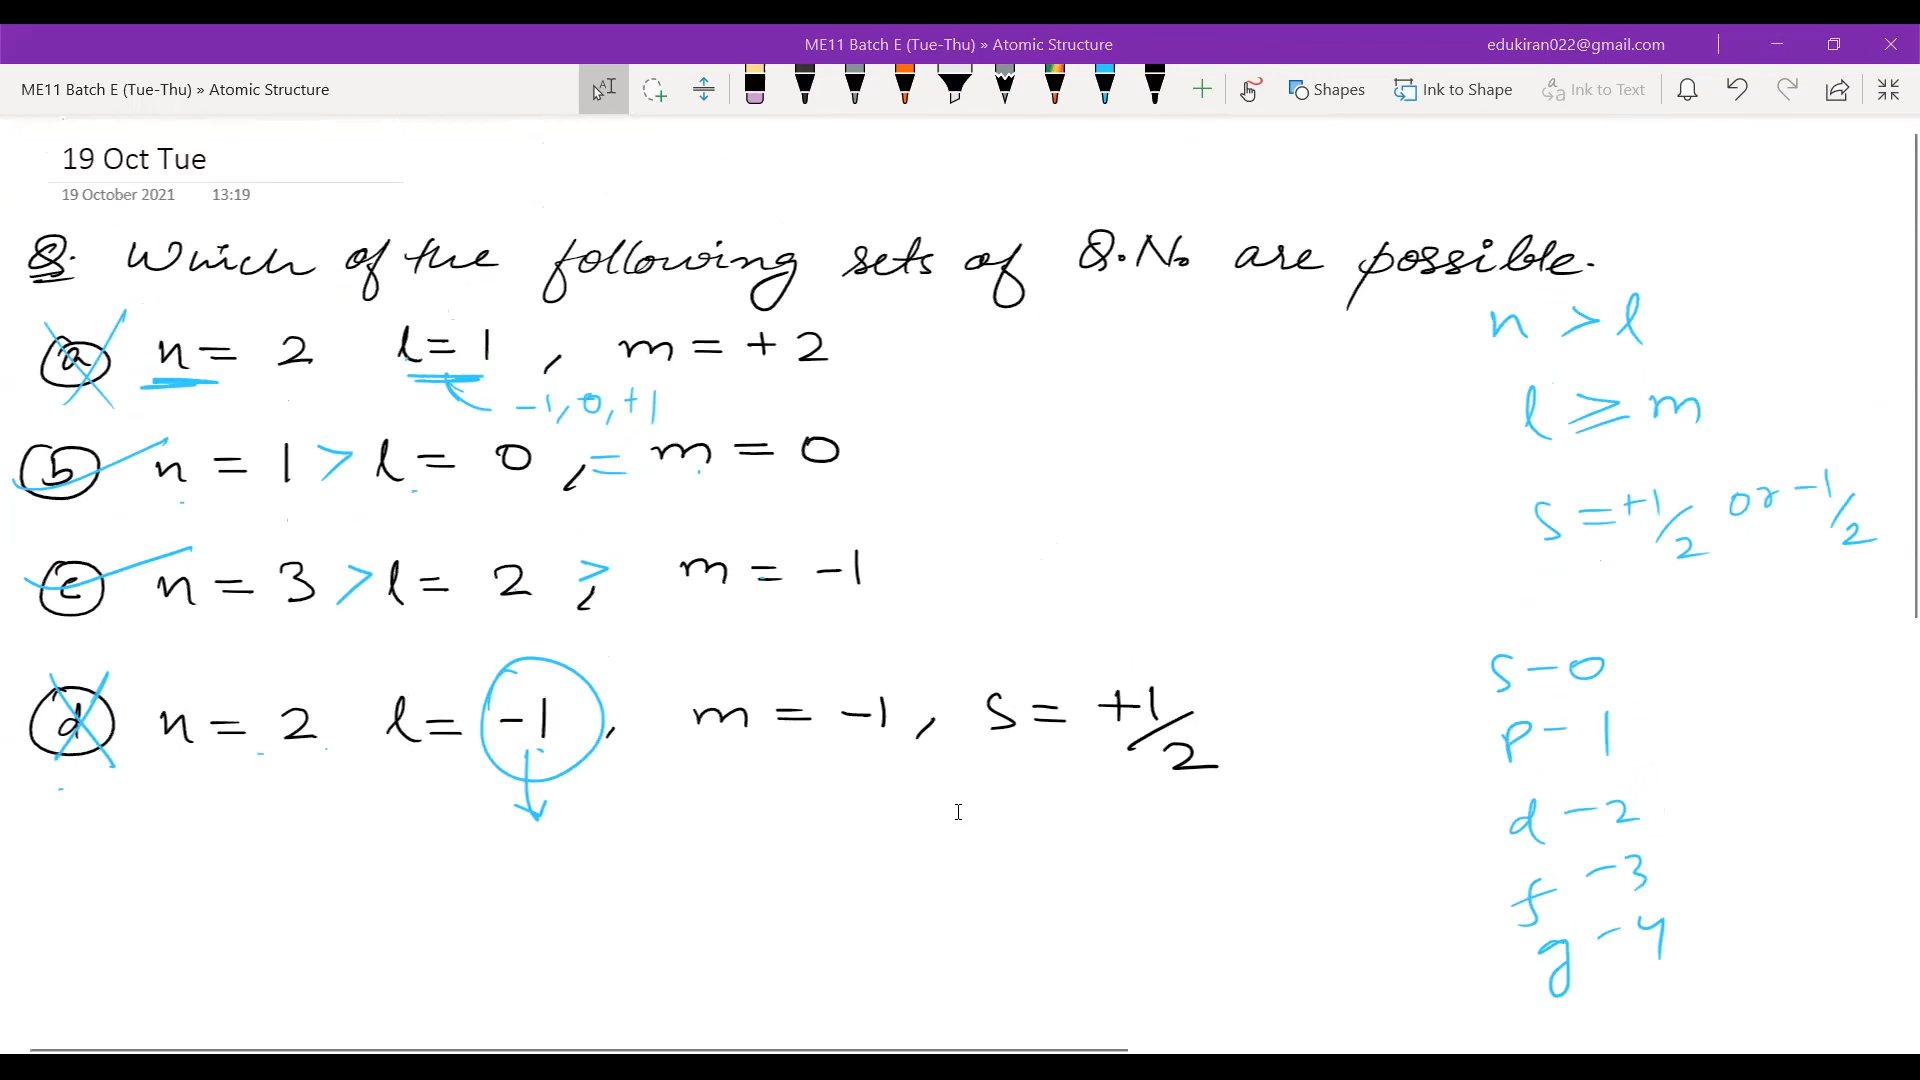 ME11 Batch E (Tue-Thu) » Atomic Structure
edukiran022@gmail.com
ME11 Batch E (Tue-Thu) » Atomic Structure
Shapes
Ink to Shape
Ink to Text
19 Oct Tue
19 October 2021 13:19
Q. Which of the following sets of Q.No are possible.
(a) n = 2 l = 1 , m = +2
-1, 0, +1
(b) n = 1 > l = 0 , = m = 0
(c) n = 3 > l = 2 , ≥ m = -1
(d) n = 2 l = -1, m = -1, s = +1/2
n > l
l ≥ m
s = +1/2 or -1/2
s - 0
p - 1
d - 2
f - 3
g - 4